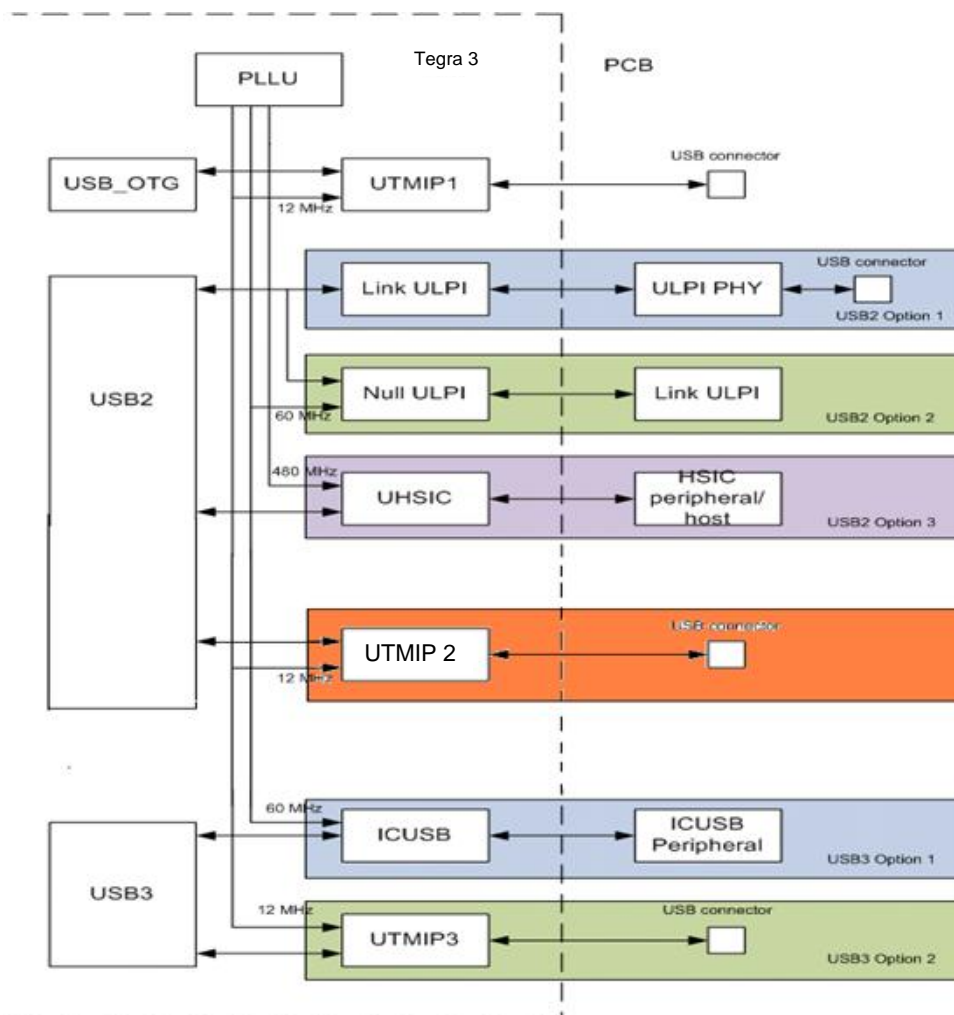 Tegra 3
PCB
PLLU
USB connector
USB_OTG
UTMIP1
12 MHz
USB connector
Link ULPI
ULPI PHY
USB2 Option 1
USB2
Null ULPI
Link ULPI
60 MHz
USB2 Option 2
480 MHz
UHSIC
HSIC
peripheral/
host
USB2 Option 3
USB connector
UTMIP 2
12 MHz
60 MHz
ICUSB
ICUSB
Peripheral
USB3 Option 1
USB3
12 MHz
USB connector
UTMIP3
USB3 Option 2